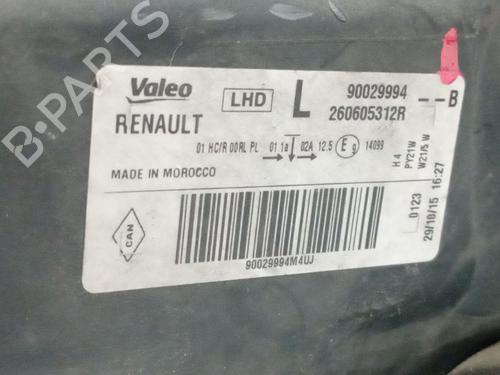 B-PARTS
Valeo LHD L 90029994
RENAULT 260605312R --B
01 HC/R 00RL PL 01 1a 02A 12.5 E9 14099
H4
PY21W
W21/5 W
MADE IN MOROCCO
0123
29/10/15 16:27
CAN
90029994M4UJ